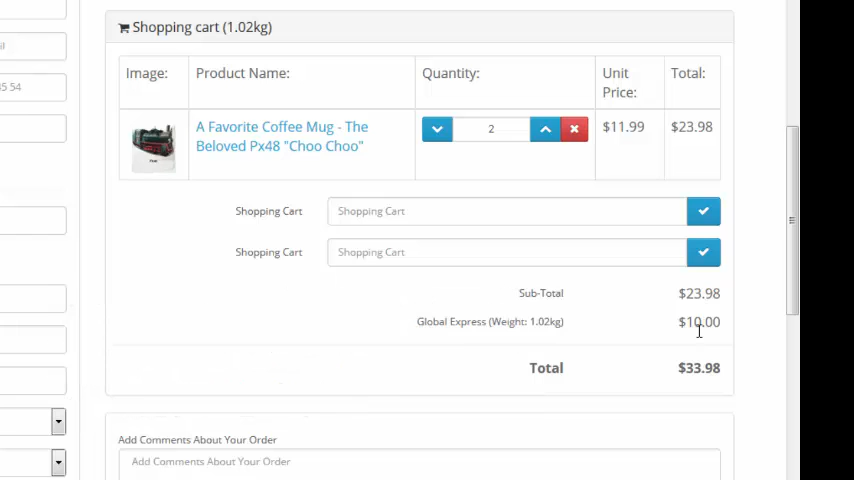 Shopping cart (1.02kg)
Image:
Product Name:
Quantity:
Unit
Price:
Total:
A Favorite Coffee Mug - The
Beloved Px48 "Choo Choo"
2
$11.99
$23.98
Shopping Cart
Shopping Cart
Shopping Cart
Shopping Cart
Sub-Total
$23.98
Global Express (Weight: 1.02kg)
$10.00
Total
$33.98
Add Comments About Your Order
Add Comments About Your Order